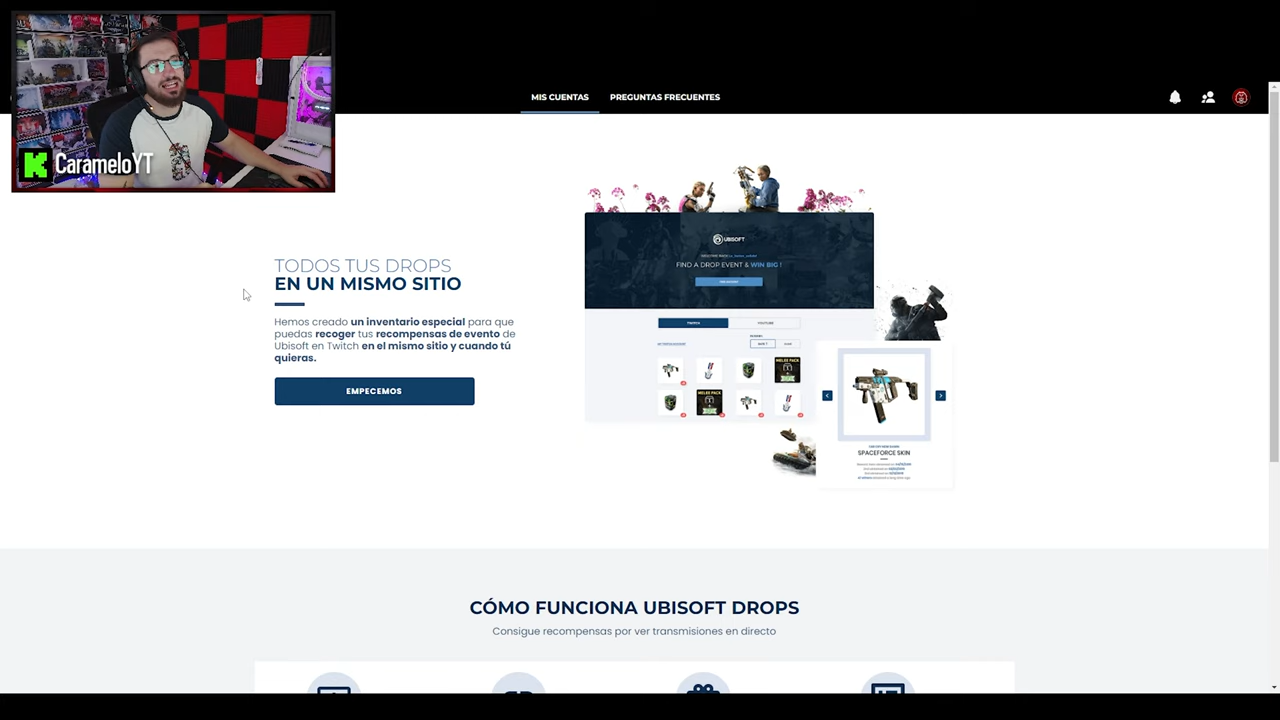 CarameloYT
MIS CUENTAS
PREGUNTAS FRECUENTES
TODOS TUS DROPS
EN UN MISMO SITIO
Hemos creado un inventario especial para que
puedas recoger tus recompensas de evento de
Ubisoft en Twitch en el mismo sitio y cuando tú
quieras.
EMPECEMOS
UBISOFT
FIND A DROP EVENT & WIN BIG !
TWITCH
YOUTUBE
MELEE PACK
MELEE PACK
SPACEFORCE SKIN
CÓMO FUNCIONA UBISOFT DROPS
Consigue recompensas por ver transmisiones en directo